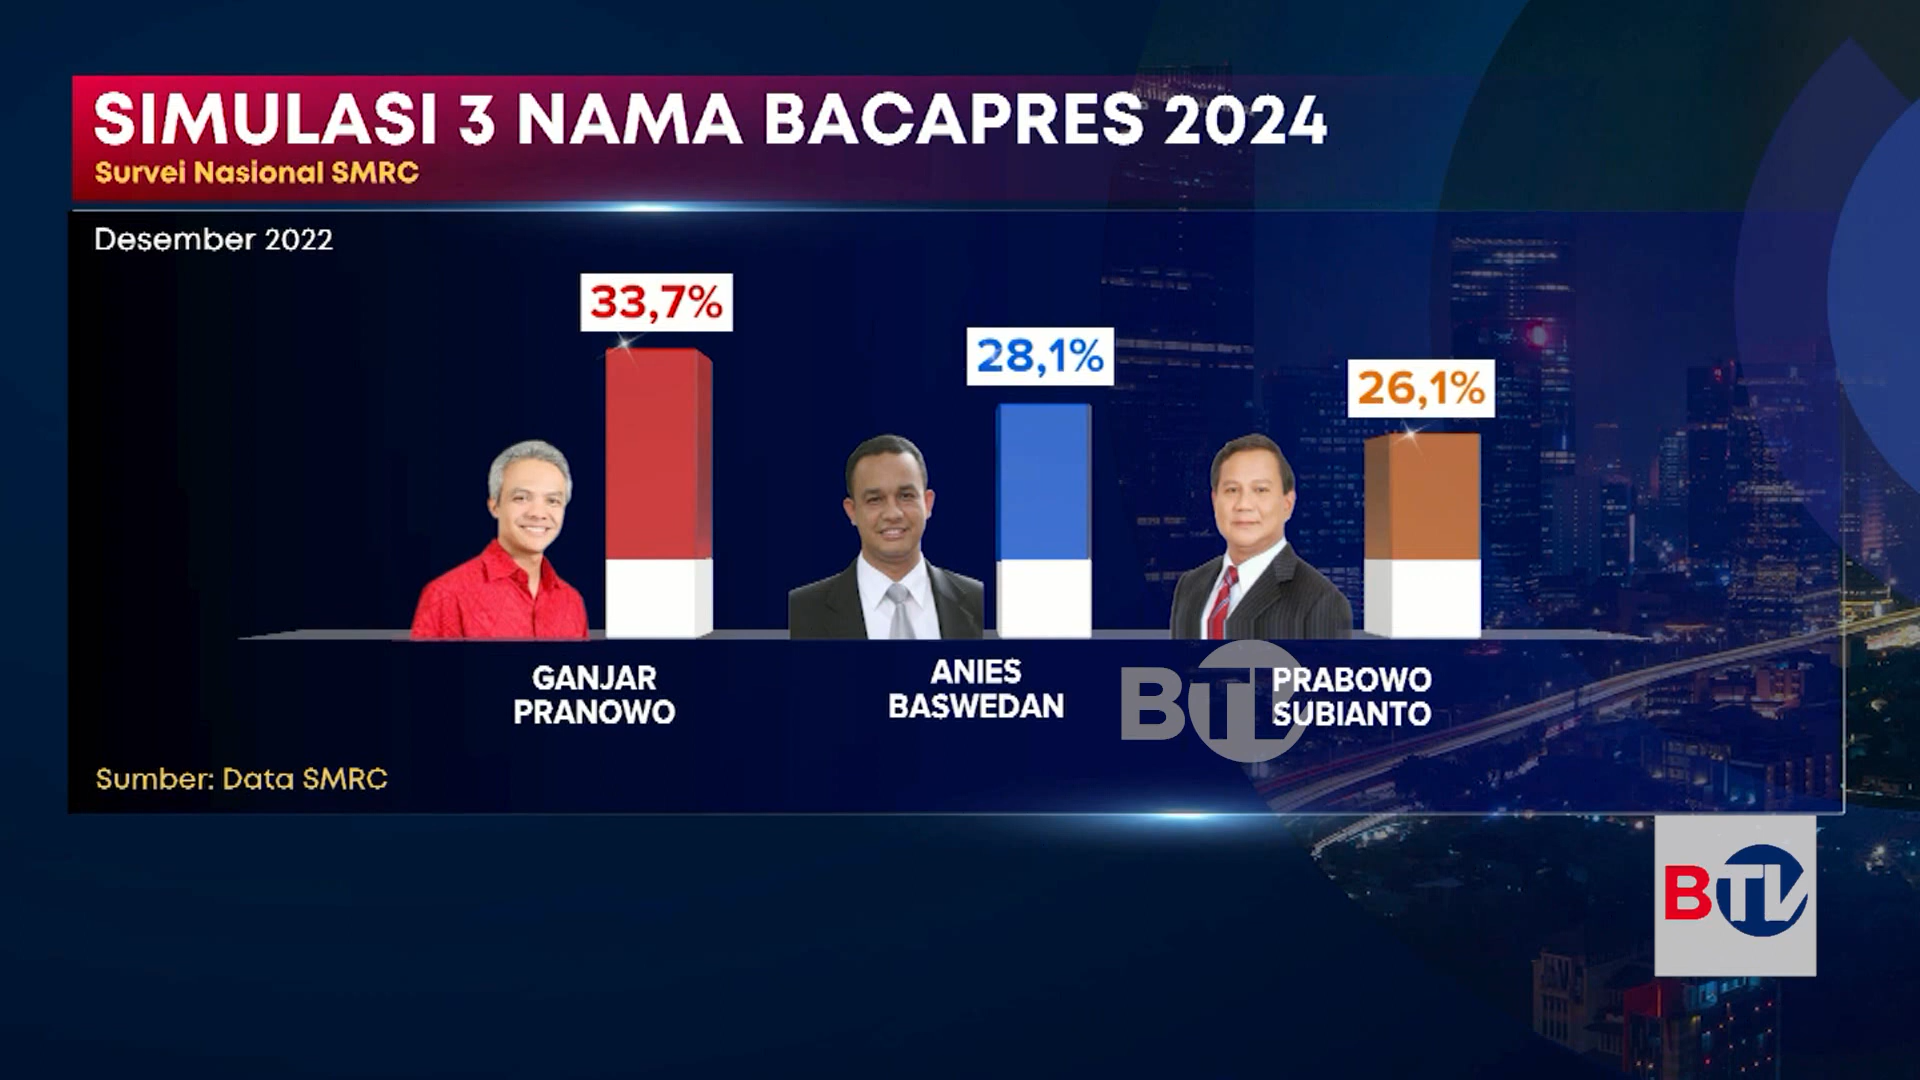 SIMULASI 3 NAMA BACAPRES 2024
Survei Nasional SMRC
Desember 2022
33,7%
28,1%
26,1%
GANJAR
PRANOWO
ANIES
BASWEDAN
PRABOWO
SUBIANTO
BTV
Sumber: Data SMRC
BTV